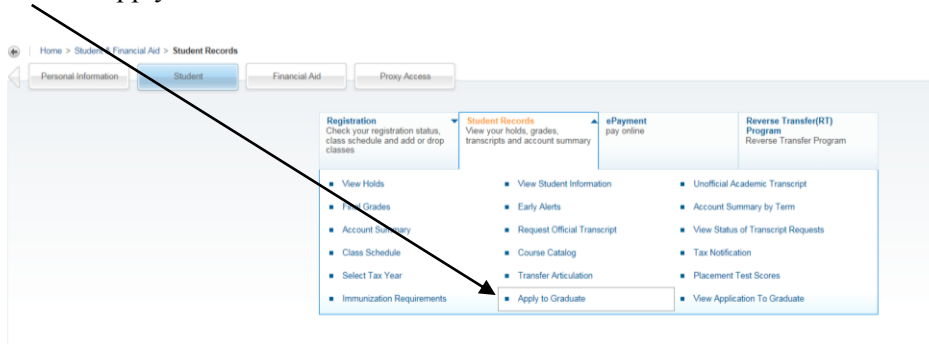 apply
Home > Student & Financial Aid > Student Records
Personal Information Student Financial Aid Proxy Access
Registration Student Records ePayment Reverse Transfer(RT)
Check your registration status, View your holds, grades, pay online Program
class schedule and add or drop transcripts and account summary Reverse Transfer Program
classes
View Holds View Student Information Unofficial Academic Transcript
Final Grades Early Alerts Account Summary by Term
Account Summary Request Official Transcript View Status of Transcript Requests
Class Schedule Course Catalog Tax Notification
Select Tax Year Transfer Articulation Placement Test Scores
Immunization Requirements Apply to Graduate View Application To Graduate